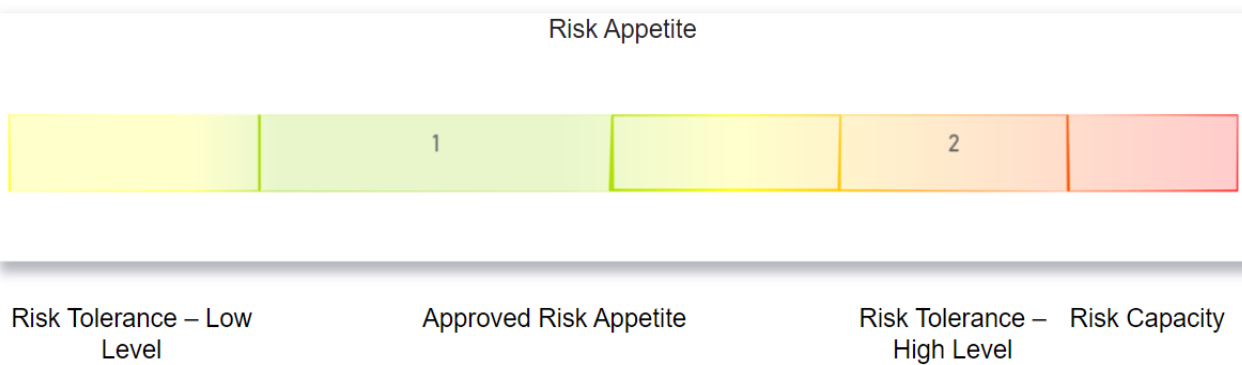 Risk Appetite
1
2
Risk Tolerance – Low
Level
Approved Risk Appetite
Risk Tolerance –
High Level
Risk Capacity